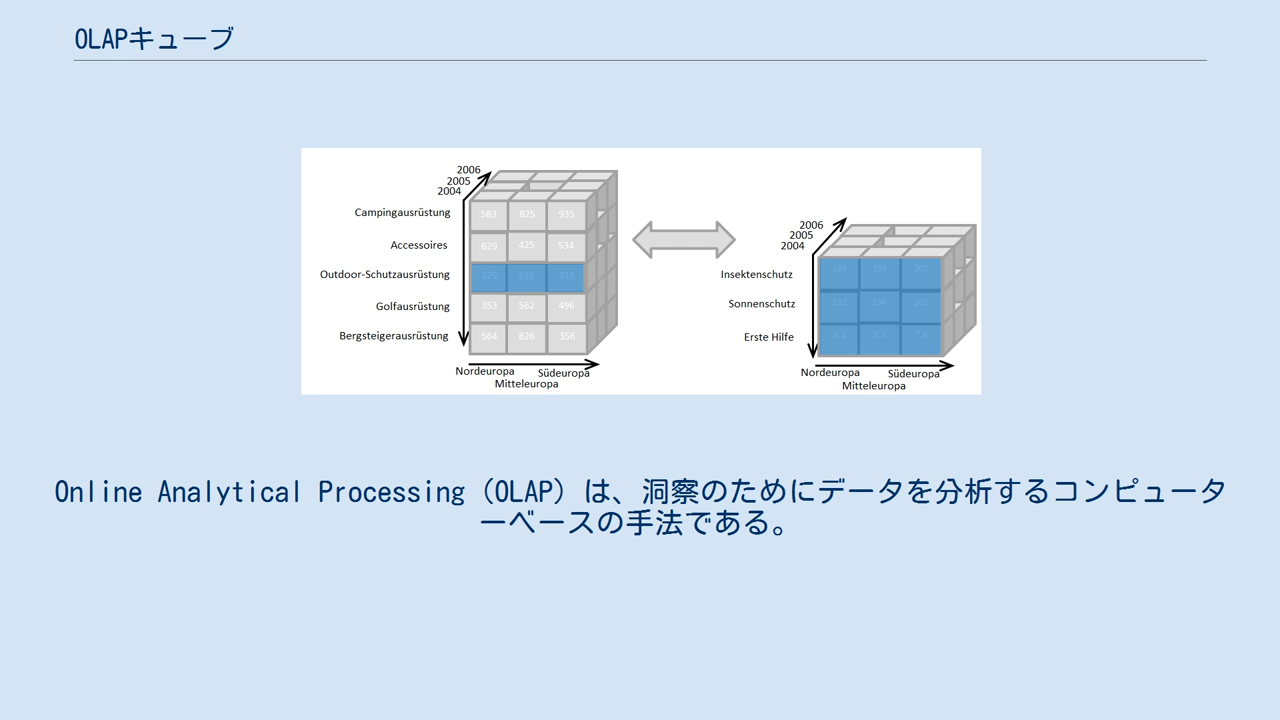 OLAPキューブ
2006
2005
2004
Campingausrüstung
583 825 935
Accessoires
629 425 534
Outdoor-Schutzausrüstung
Golfausrüstung
353 562 496
Bergsteigerausrüstung
564 826 356
Nordeuropa
Südeuropa
Mitteleuropa
2006
2005
2004
Insektenschutz
Sonnenschutz
Erste Hilfe
Nordeuropa
Südeuropa
Mitteleuropa
Online Analytical Processing（OLAP）は、洞察のためにデータを分析するコンピュータ
ーベースの手法である。